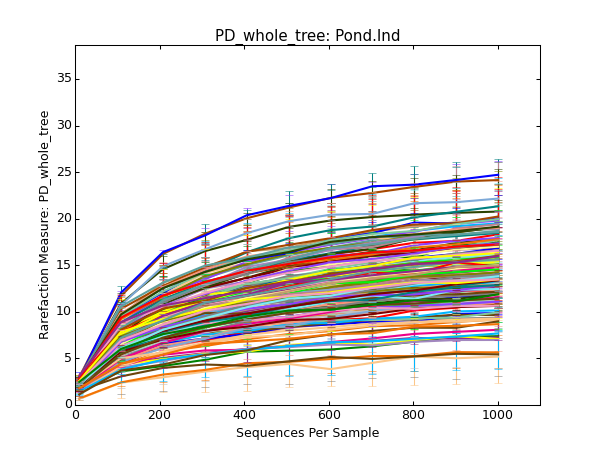 PD_whole_tree: Pond.Ind
Rarefaction Measure: PD_whole_tree
35
30
25
20
15
10
5
0
0 200 400 600 800 1000
Sequences Per Sample